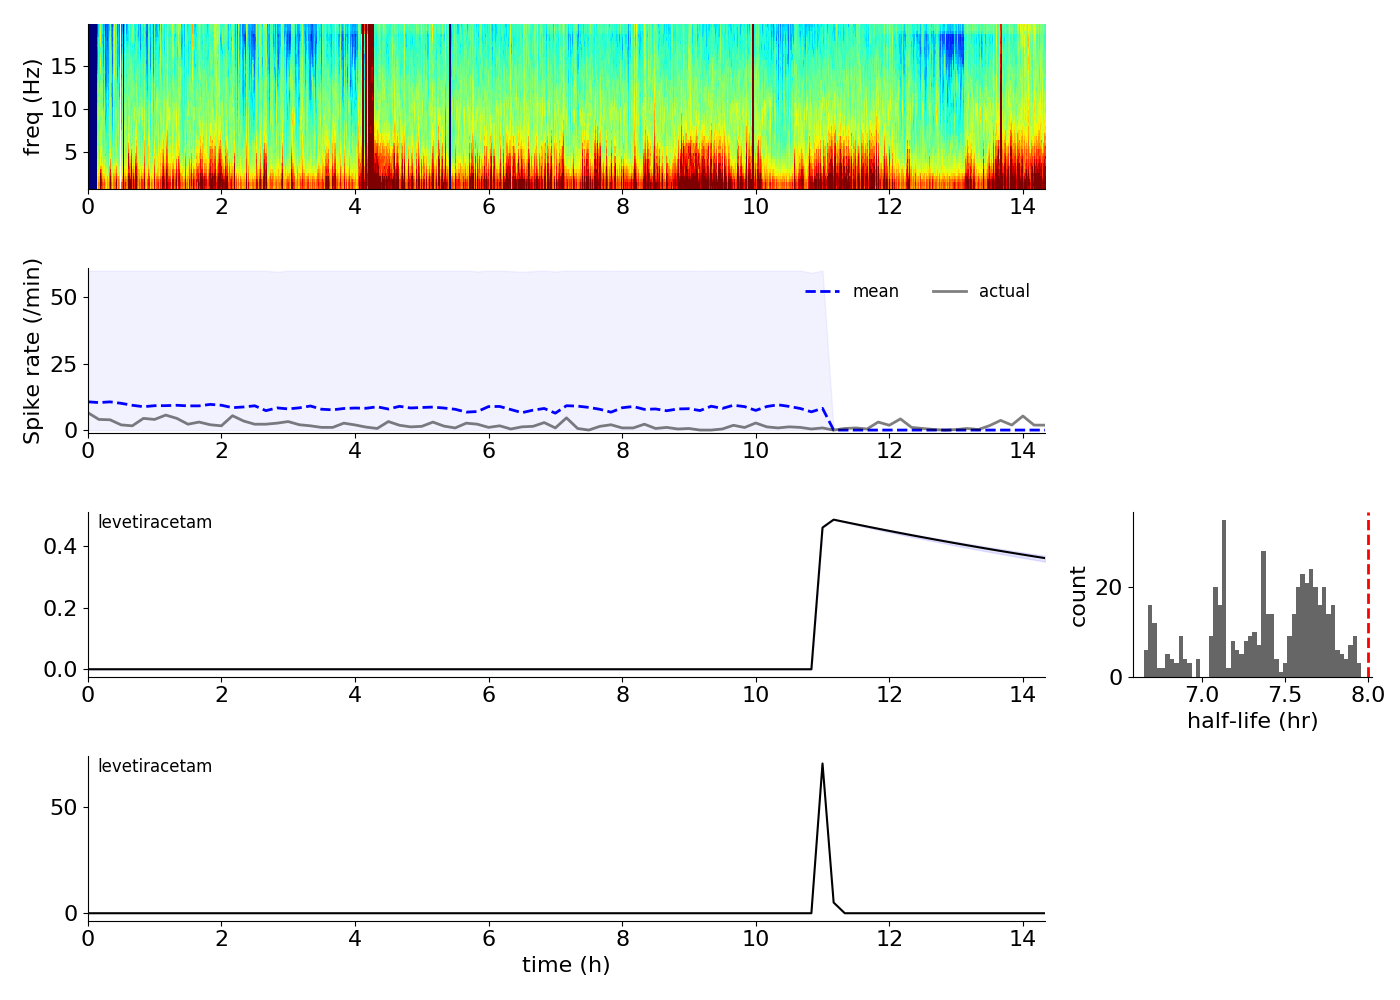 freq (Hz)
15
10
5
0 2 4 6 8 10 12 14
Spike rate (/min)
50
25
0
mean actual
0 2 4 6 8 10 12 14
levetiracetam
0.4
0.2
0.0
0 2 4 6 8 10 12 14
count
20
0
7.0 7.5 8.0
half-life (hr)
levetiracetam
50
0
0 2 4 6 8 10 12 14
time (h)